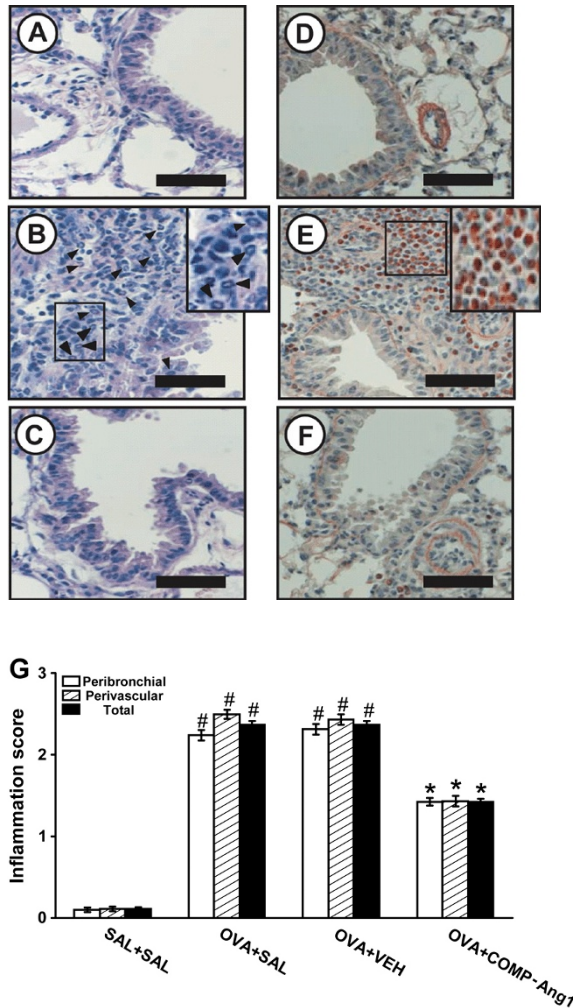 A
D
B
E
C
F
G
Inflammation score
3
2
1
0
Peribronchial
Perivascular
Total
# # #
# # #
* * *
SAL+SAL
OVA+SAL
OVA+VEH
OVA+COMP-Ang1